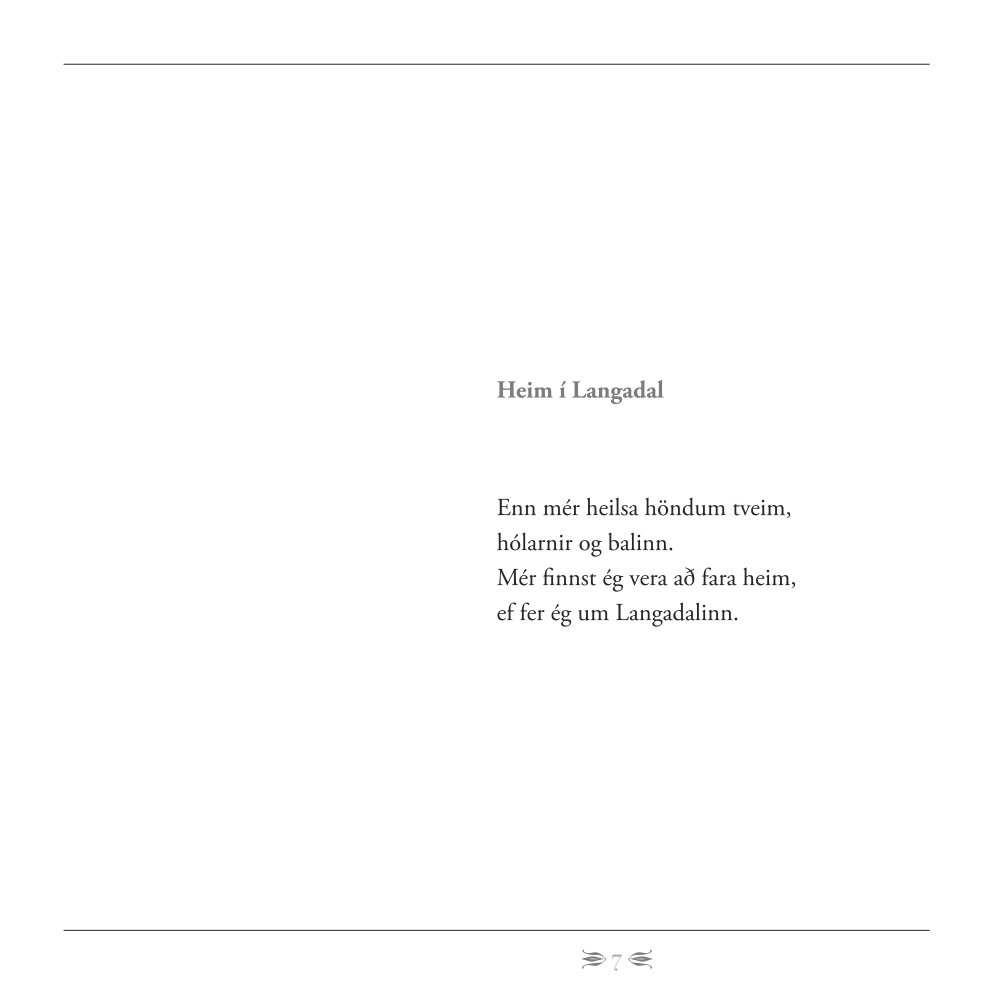 Heim í Langadal
Enn mér heilsa höndum tveim,
hólarnir og balinn.
Mér finnst ég vera að fara heim,
ef fer ég um Langadalinn.
7